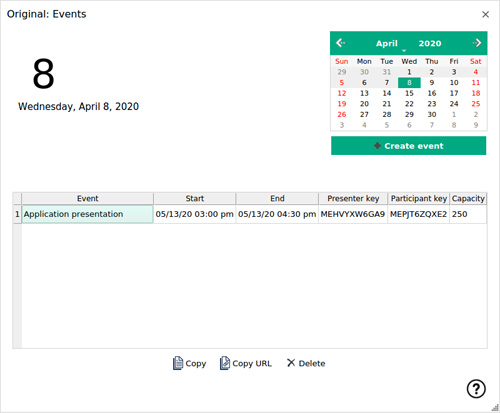 Original: Events
April 2020
Sun Mon Tue Wed Thu Fri Sat
29 30 31 1 2 3 4
5 6 7 8 9 10 11
12 13 14 15 16 17 18
19 20 21 22 23 24 25
26 27 28 29 30 1 2
3 4 5 6 7 8 9
8
Wednesday, April 8, 2020
Create event
Event Start End Presenter key Participant key Capacity
1 Application presentation 05/13/20 03:00 pm 05/13/20 04:30 pm MEHVYXW6GA9 MEPJT6ZQXE2 250
Copy Copy URL Delete
?